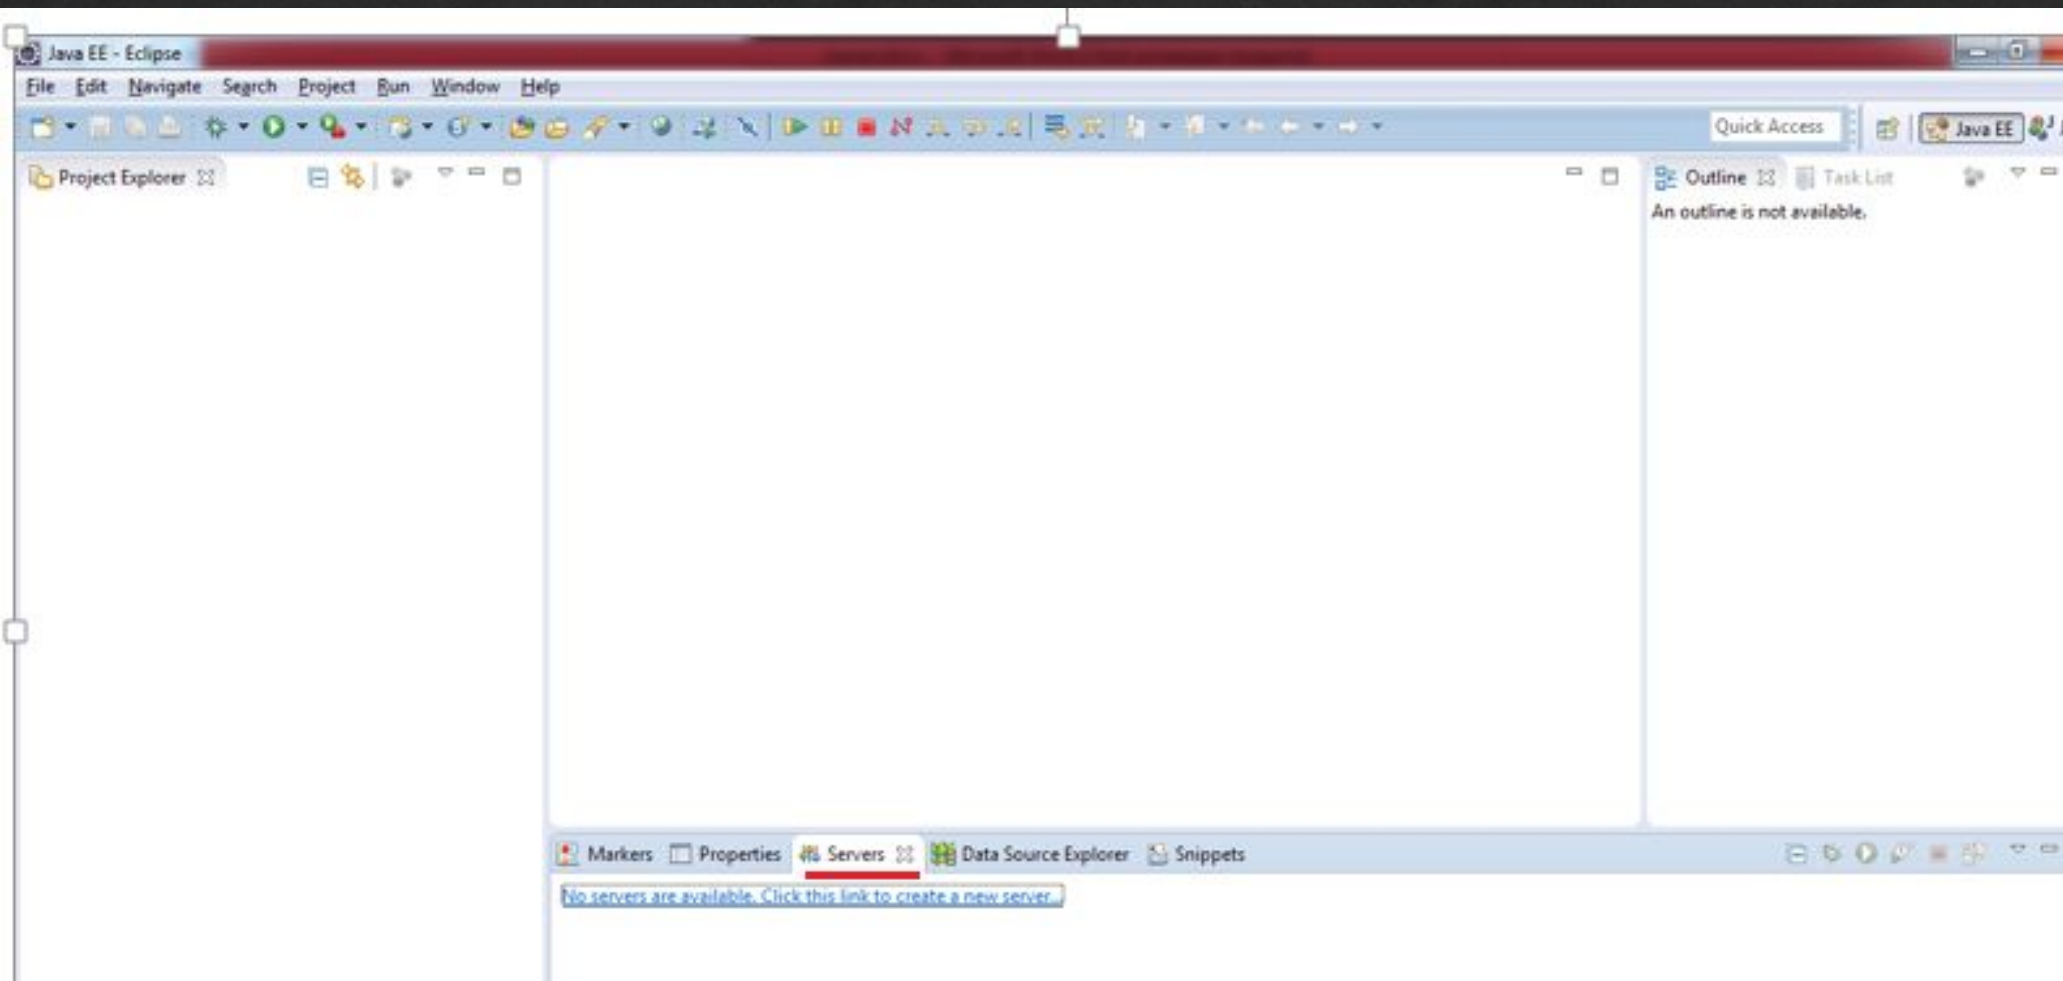 Java EE - Eclipse
File Edit Navigate Search Project Run Window Help
Quick Access
Java EE
Project Explorer
Outline Task List
An outline is not available.
Markers Properties Servers Data Source Explorer Snippets
No servers are available. Click this link to create a new server...